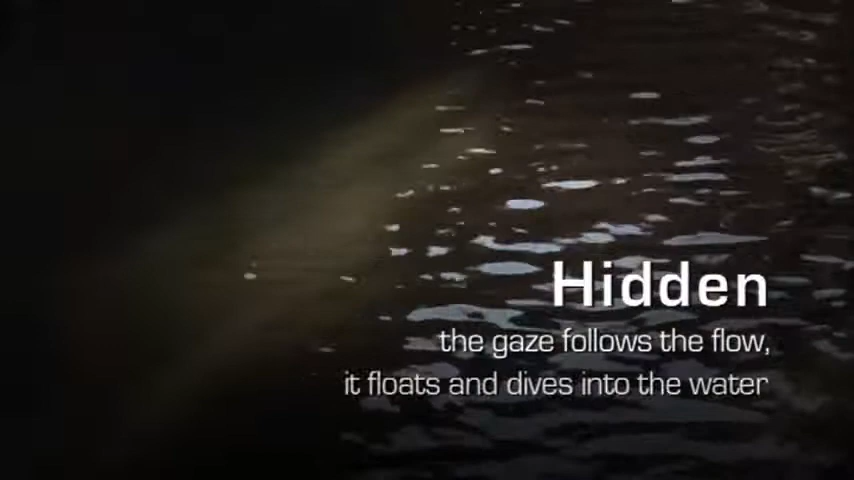 Hidden
the gaze follows the flow,
it floats and dives into the water